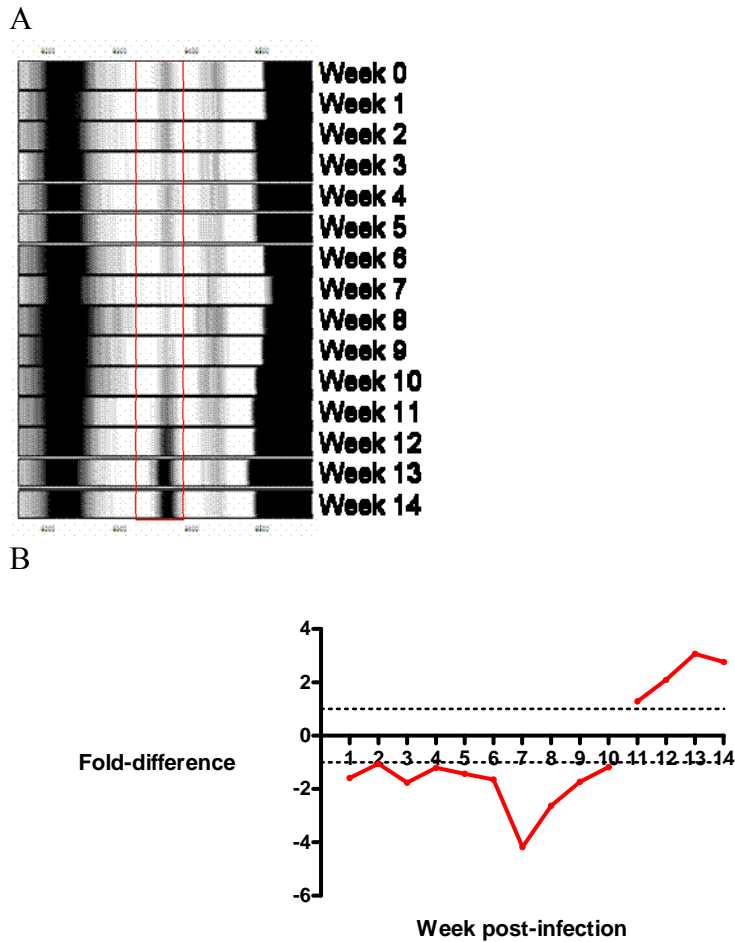 A
Week 0
Week 1
Week 2
Week 3
Week 4
Week 5
Week 6
Week 7
Week 8
Week 9
Week 10
Week 11
Week 12
Week 13
Week 14
B
4
2
0
-2
-4
-6
1 2 3 4 5 6 7 8 9 10 11 12 13 14
Fold-difference
Week post-infection